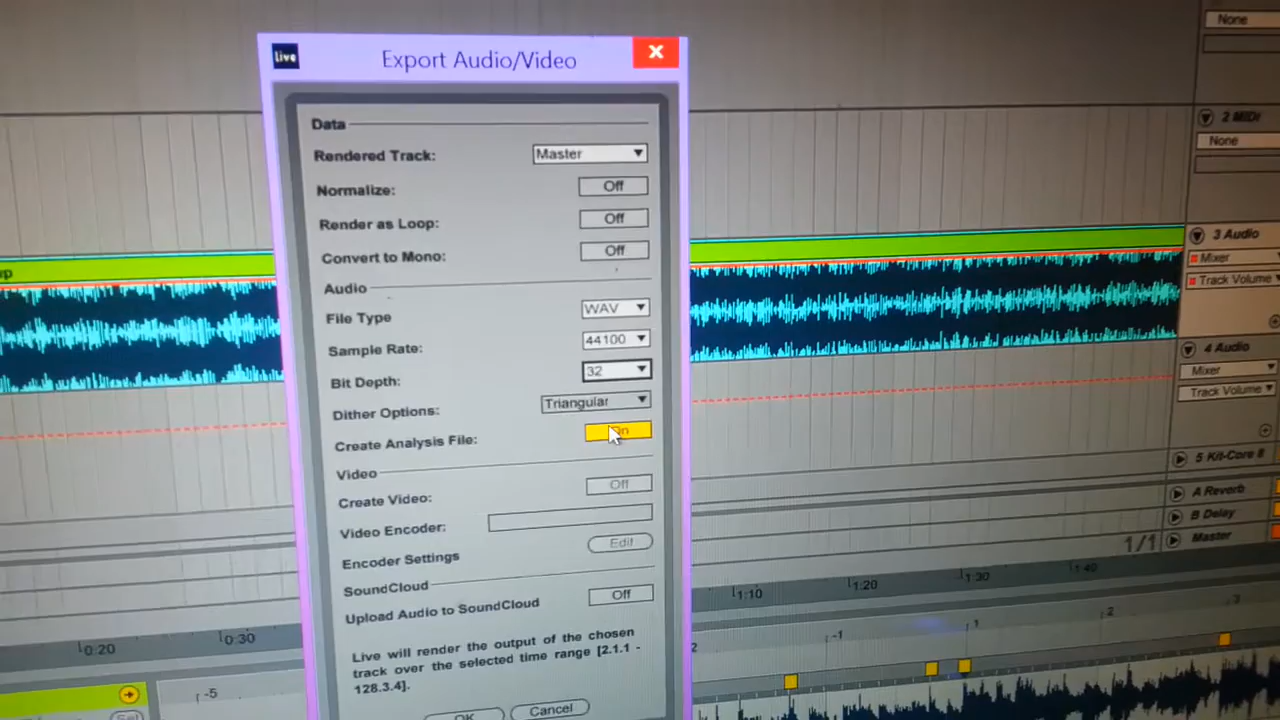 Live
Export Audio/Video
Data
Rendered Track: Master
Normalize: Off
Render as Loop: Off
Convert to Mono: Off
Audio
File Type WAV
Sample Rate: 44100
Bit Depth: 32
Dither Options: Triangular
Create Analysis File:
Video
Create Video: Off
Video Encoder:
Encoder Settings Edit
SoundCloud
Upload Audio to SoundCloud Off
Live will render the output of the chosen
track over the selected time range [2.1.1 -
128.3.4].
OK Cancel
None
2 MIDI
None
3 Audio
Mixer
Track Volume
4 Audio
Mixer
Track Volume
5 Kit-Core 8
A Reverb
B Delay
1/1 Master
0:20 0:30 1:10 1:20 1:30 1:40
-5 -1 1 2